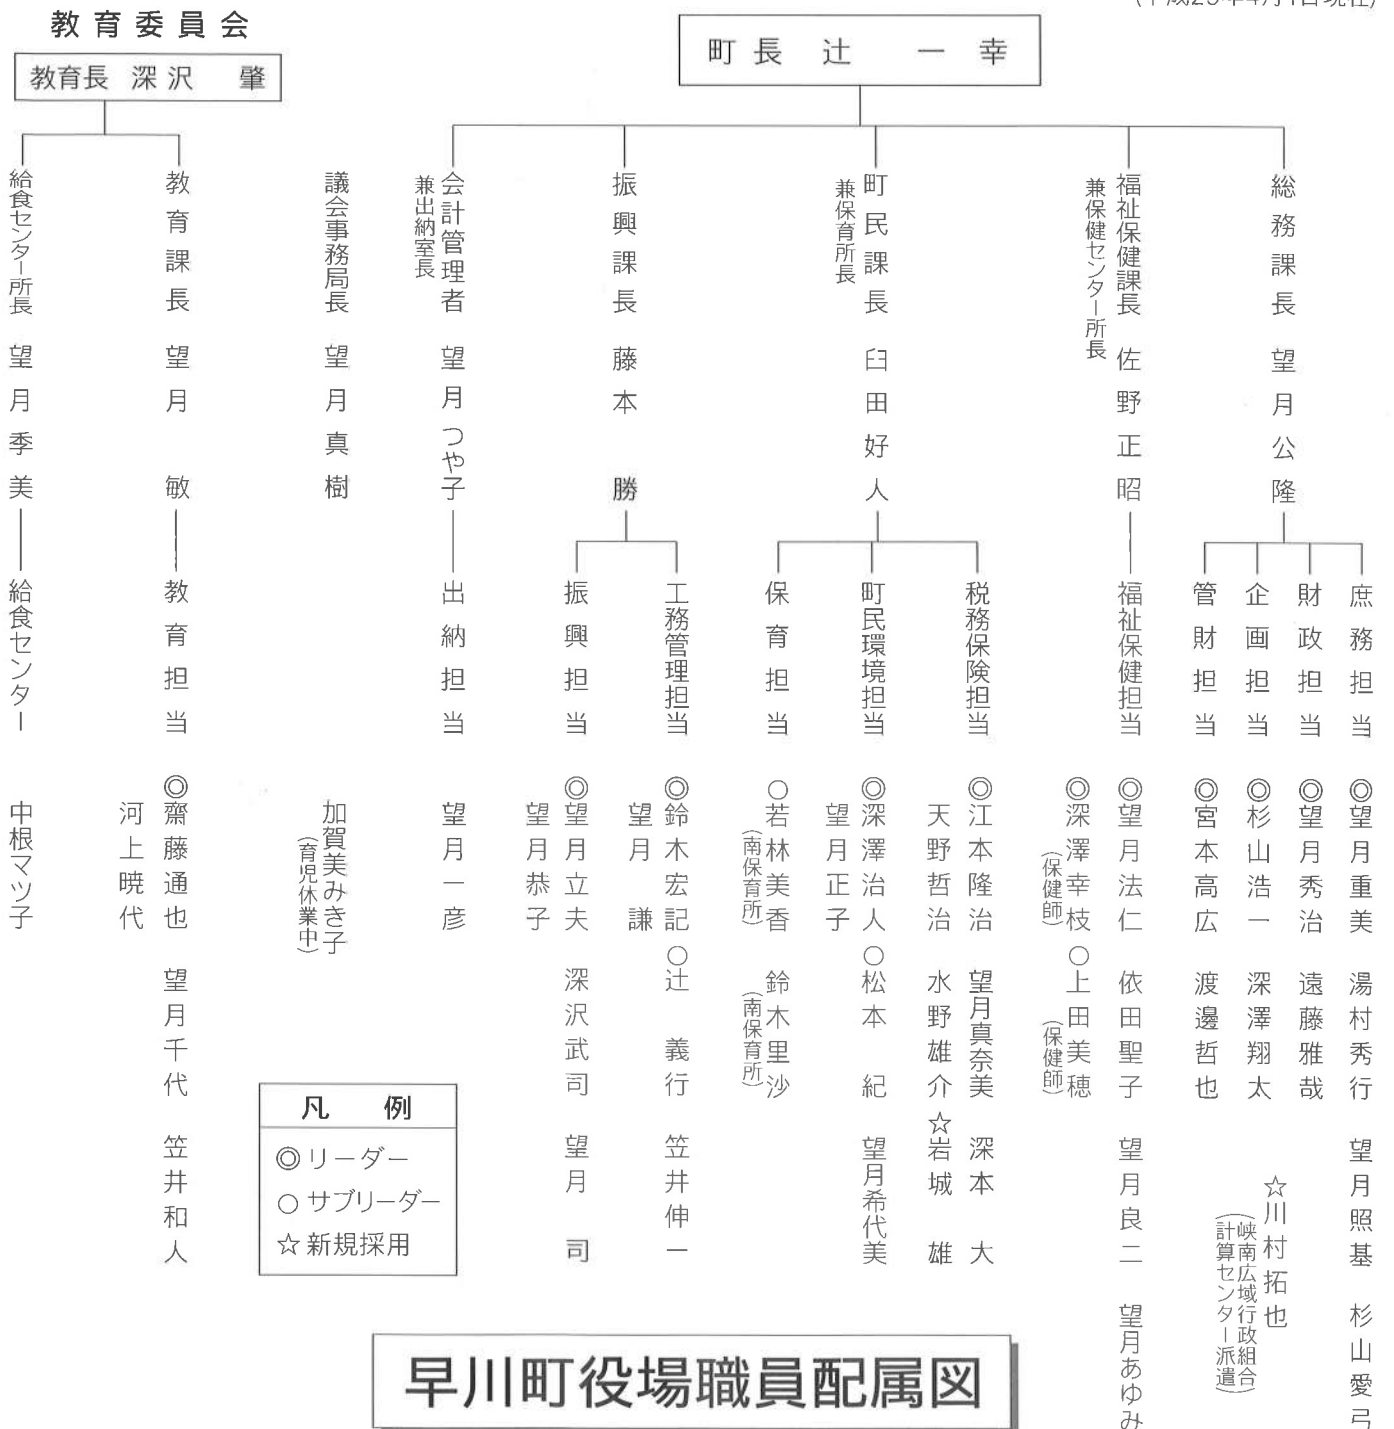 教育委員会
教育長 深沢 肇
町長 辻 一幸
総務課長 望月公隆
庶務担当 ◎望月重美 湯村秀行 望月照基 杉山愛弓
財政担当 ◎望月秀治 遠藤雅哉
企画担当 ◎杉山浩一 深澤翔太 ☆川村拓也
(峡南広域行政組合
計算センター派遣)
管財担当 ◎宮本高広 渡邊哲也
福祉保健課長 佐野正昭
兼保健センター所長
福祉保健担当 ◎望月法仁 依田聖子 望月良二 望月あゆみ
◎深澤幸枝 ○上田美穂
(保健師) (保健師)
町民課長 臼田好人
兼保育所長
税務保険担当 ◎江本隆治 望月真奈美 深本 大
天野哲治 水野雄介 ☆岩城 雄
町民環境担当 ◎深澤治人 ○松本 紀 望月希代美
望月正子
保育担当 ○若林美香 鈴木里沙
(南保育所) (南保育所)
振興課長 藤本 勝
工務管理担当 ◎鈴木宏記 ○辻 義行 笠井伸一
望月 謙
振興担当 ◎望月立夫 深沢武司 望月 司
望月恭子
会計管理者 望月つや子
兼出納室長
出納担当 望月一彦
議会事務局長 望月真樹
加賀美みき子
(育児休業中)
教育課長 望月 敏
教育担当 ◎齋藤通也 望月千代 笠井和人
河上暁代
給食センター所長 望月季美
給食センター 中根マツ子
凡例
◎リーダー
○サブリーダー
☆新規採用
早川町役場職員配属図